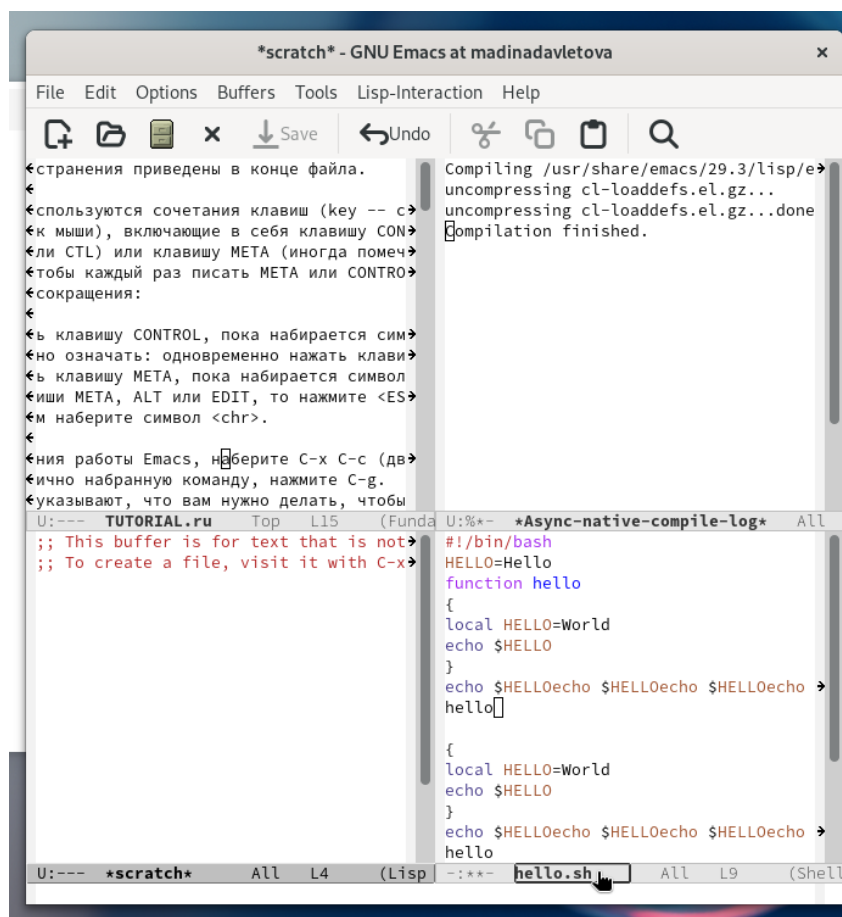 *scratch* - GNU Emacs at madinadavletova
File Edit Options Buffers Tools Lisp-Interaction Help
Save Undo
странения приведены в конце файла.
спользуются сочетания клавиш (key -- с
к мыши), включающие в себя клавишу CON
ли CTL) или клавишу META (иногда помеч
тобы каждый раз писать META или CONTRO
сокращения:
ь клавишу CONTROL, пока набирается сим
но означать: одновременно нажать клави
ь клавишу META, пока набирается символ
иши META, ALT или EDIT, то нажмите <ES
м наберите символ <chr>.
ния работы Emacs, наберите C-x C-c (дв
ично набранную команду, нажмите C-g.
указывают, что вам нужно делать, чтобы
U:--- TUTORIAL.ru Top L15 (Funda
Compiling /usr/share/emacs/29.3/lisp/e
uncompressing cl-loaddefs.el.gz...
uncompressing cl-loaddefs.el.gz...done
Compilation finished.
U:%*- *Async-native-compile-log* All
;; This buffer is for text that is not
;; To create a file, visit it with C-x
U:--- *scratch* All L4 (Lisp
#!/bin/bash
HELLO=Hello
function hello
{
local HELLO=World
echo $HELLO
}
echo $HELLOecho $HELLOecho $HELLOecho
hello
{
local HELLO=World
echo $HELLO
}
echo $HELLOecho $HELLOecho $HELLOecho
hello
-:**- hello.sh All L9 (Shell